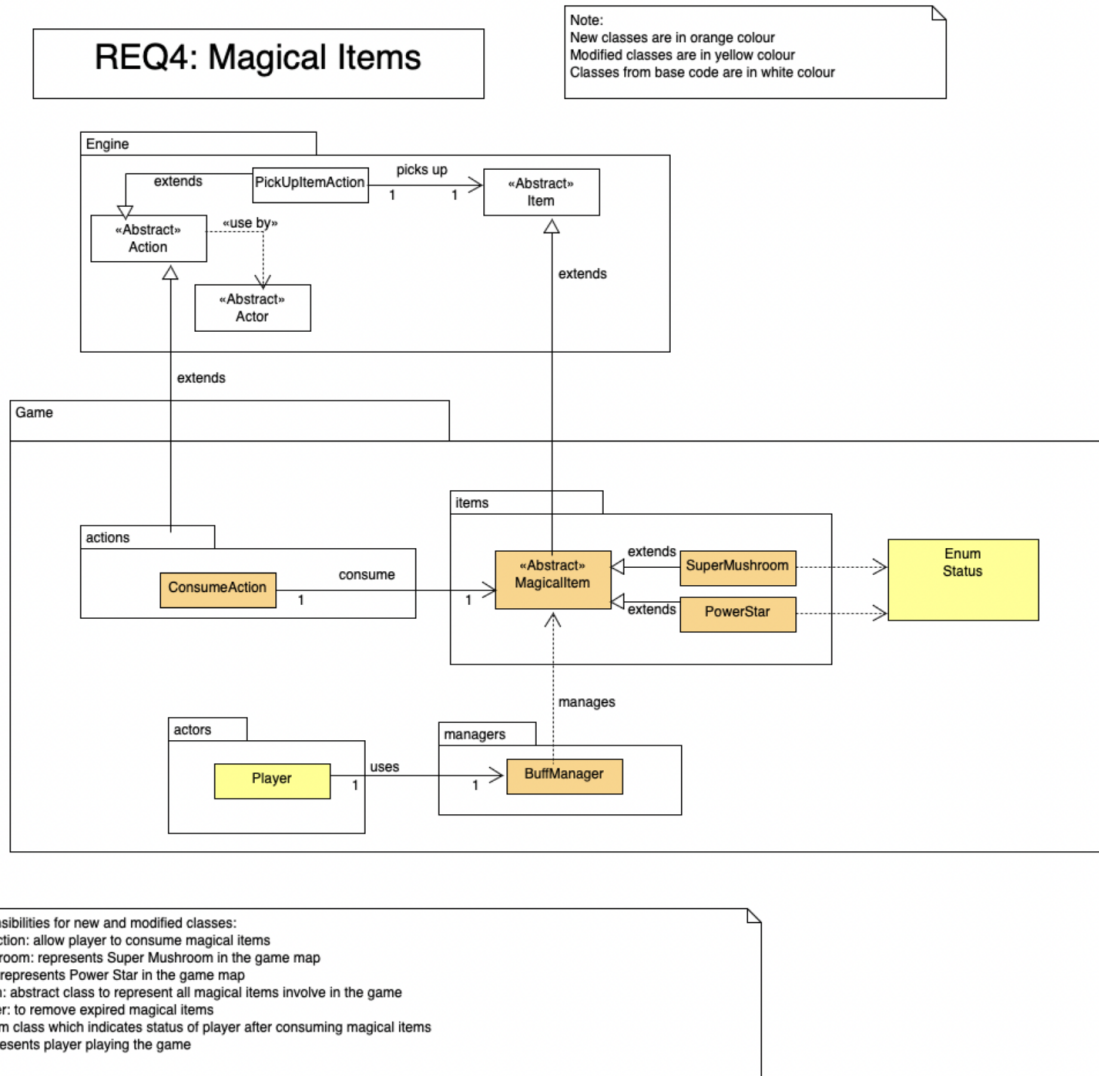 REQ4: Magical Items
Note:
New classes are in orange colour
Modified classes are in yellow colour
Classes from base code are in white colour
Engine
extends
PickUpItemAction
picks up
1
1
«Abstract»
Item
«Abstract»
Action
«use by»
«Abstract»
Actor
extends
extends
Game
items
actions
ConsumeAction
consume
1
1
«Abstract»
MagicalItem
extends
SuperMushroom
extends
PowerStar
Enum
Status
manages
actors
Player
uses
1
1
managers
BuffManager
sibilities for new and modified classes:
ction: allow player to consume magical items
room: represents Super Mushroom in the game map
represents Power Star in the game map
: abstract class to represent all magical items involve in the game
er: to remove expired magical items
m class which indicates status of player after consuming magical items
esents player playing the game